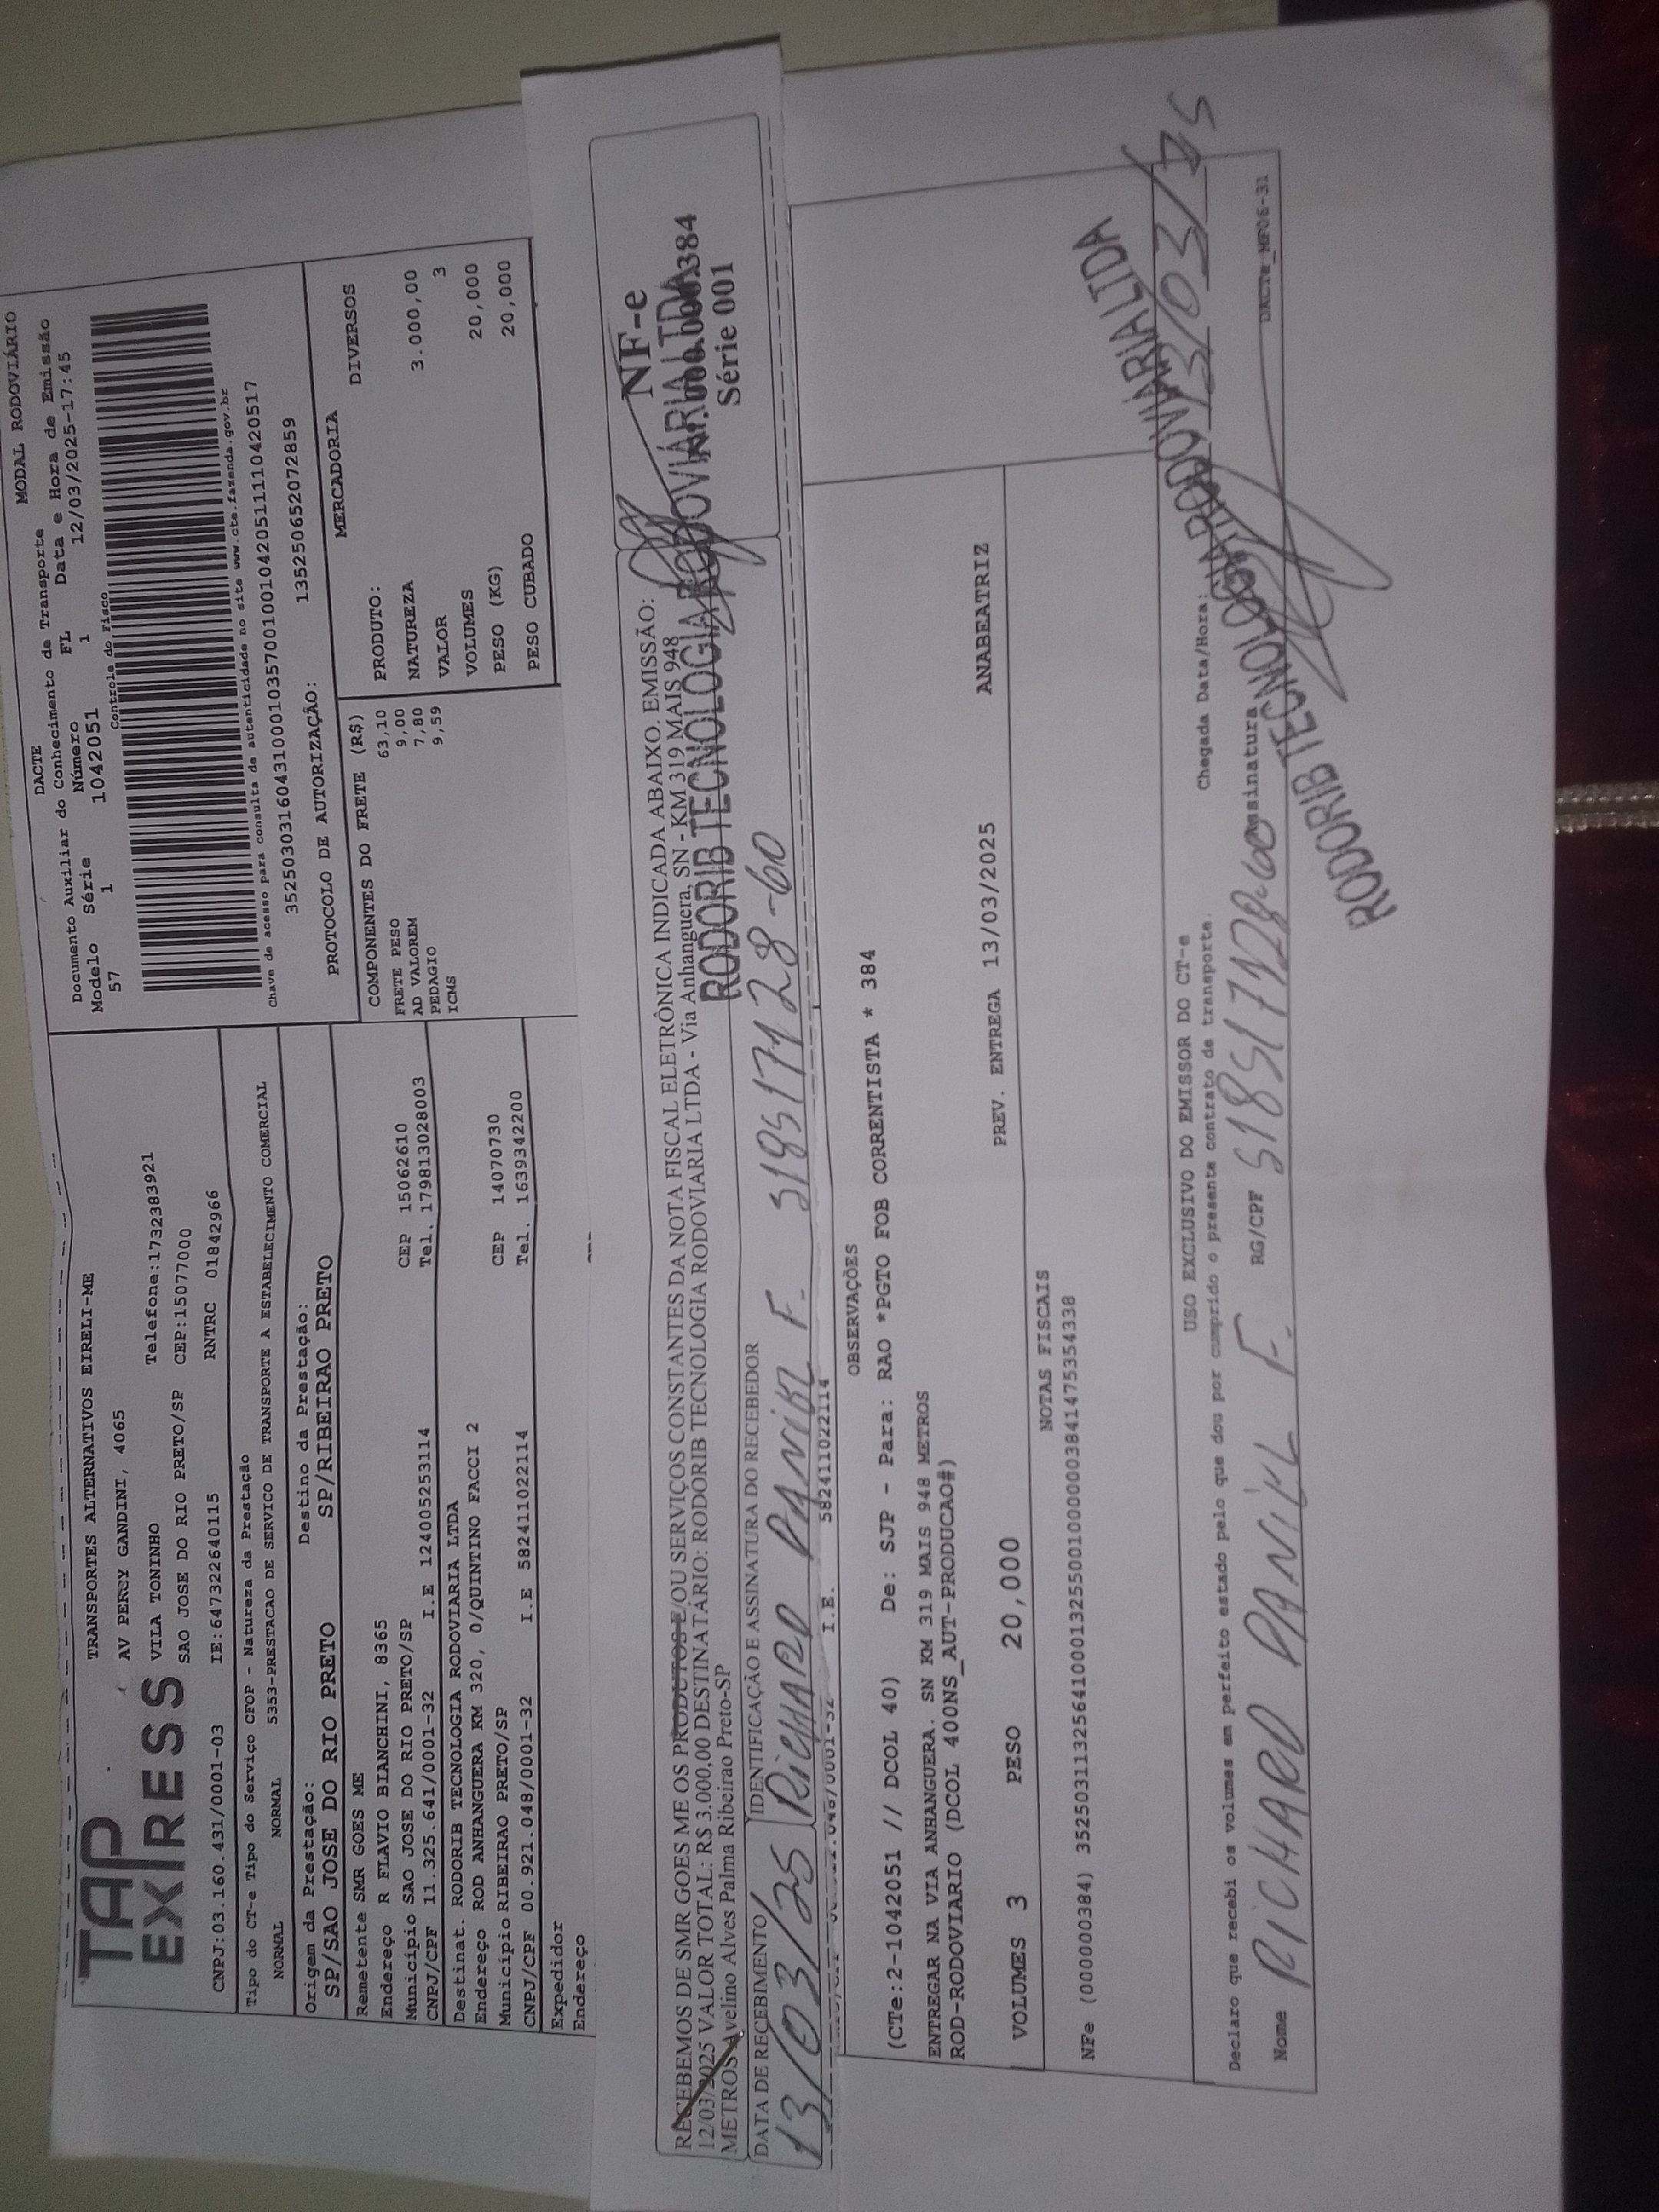 TAP EXPRESS
TRANSPORTES ALTERNATIVOS EIRELI-ME
AV PERCY GANDINI, 4065
VILA TONINHO Telefone:1732383921
SAO JOSE DO RIO PRETO/SP CEP:15077000
CNPJ:03.160.431/0001-03 IE:647322640115 RNTRC 01842966
Tipo do CT-e Tipo do Serviço CFOP - Natureza da Prestação
NORMAL NORMAL 5353-PRESTACAO DE SERVICO DE TRANSPORTE A ESTABELECIMENTO COMERCIAL
Origem da Prestação: Destino da Prestação:
SP/SAO JOSE DO RIO PRETO SP/RIBEIRAO PRETO
Remetente SMR GOES ME
Endereço R FLAVIO BIANCHINI, 8365 CEP 15062610
Município SAO JOSE DO RIO PRETO/SP Tel. 179813028003
CNPJ/CPF 11.325.641/0001-32 I.E 124005253114
Destinat. RODORIB TECNOLOGIA RODOVIARIA LTDA
Endereço ROD ANHANGUERA KM 320, 0/QUINTINO FACCI 2 CEP 14070730
Município RIBEIRAO PRETO/SP Tel. 1639342200
CNPJ/CPF 00.921.048/0001-32 I.E 582411022114
Expedidor
Endereço
DACTE MODAL RODOVIÁRIO
Documento Auxiliar do Conhecimento de Transporte
Modelo Série Número FL Data e Hora de Emissão
57 1 1042051 1 12/03/2025-17:45
Controle do Fisco
Chave de acesso para consulta de autenticidade no site www.cte.fazenda.gov.br
35250303160431000103570010010420511110420517
PROTOCOLO DE AUTORIZAÇÃO: 135250652072859
COMPONENTES DO FRETE (R$)
FRETE PESO 63,10
AD VALOREM 9,00
PEDAGIO 7,80
ICMS 9,59
MERCADORIA
PRODUTO: DIVERSOS
NATUREZA
VALOR 3.000,00
VOLUMES 3
PESO (KG) 20,000
PESO CUBADO 20,000
RECEBEMOS DE SMR GOES ME OS PRODUTOS E/OU SERVIÇOS CONSTANTES DA NOTA FISCAL ELETRÔNICA INDICADA ABAIXO. EMISSÃO:
12/03/2025 VALOR TOTAL: R$ 3.000,00 DESTINATÁRIO: RODORIB TECNOLOGIA RODOVIARIA LTDA - Via Anhanguera, SN - KM 319 MAIS 948
METROS Avelino Alves Palma Ribeirao Preto-SP
RODORIB TECNOLOGIA RODOVIÁRIA LTDA
NF-e
Série 001
DATA DE RECEBIMENTO IDENTIFICAÇÃO E ASSINATURA DO RECEBEDOR
13/03/25 RICHARD DANIEL F. 518517128-60
I.E. 582411022114
OBSERVAÇÕES
(CTe:2-1042051 // DCOL 40) De: SJP - Para: RAO *PGTO FOB CORRENTISTA * 384
ENTREGAR NA VIA ANHANGUERA. SN KM 319 MAIS 948 METROS
ROD-RODOVIARIO (DCOL 400NS_AUT-PRODUCAO#)
VOLUMES 3 PESO 20,000 PREV. ENTREGA 13/03/2025 ANABEATRIZ
NOTAS FISCAIS
NFe (000000384) 35250311325641000132550010000003841475354338
USO EXCLUSIVO DO EMISSOR DO CT-e
Declaro que recebi os volumes em perfeito estado pelo que dou por cumprido o presente contrato de transporte. Chegada Data/Hora: 13/03/25
Nome RICHARD DANIEL F. RG/CPF 518517128-60 Assinatura
RODORIB TECNOLOGIA RODOVIÁRIA LTDA
RODORIB TECNOLOGIA RODOVIÁRIA LTDA
DACTE_MF06-31